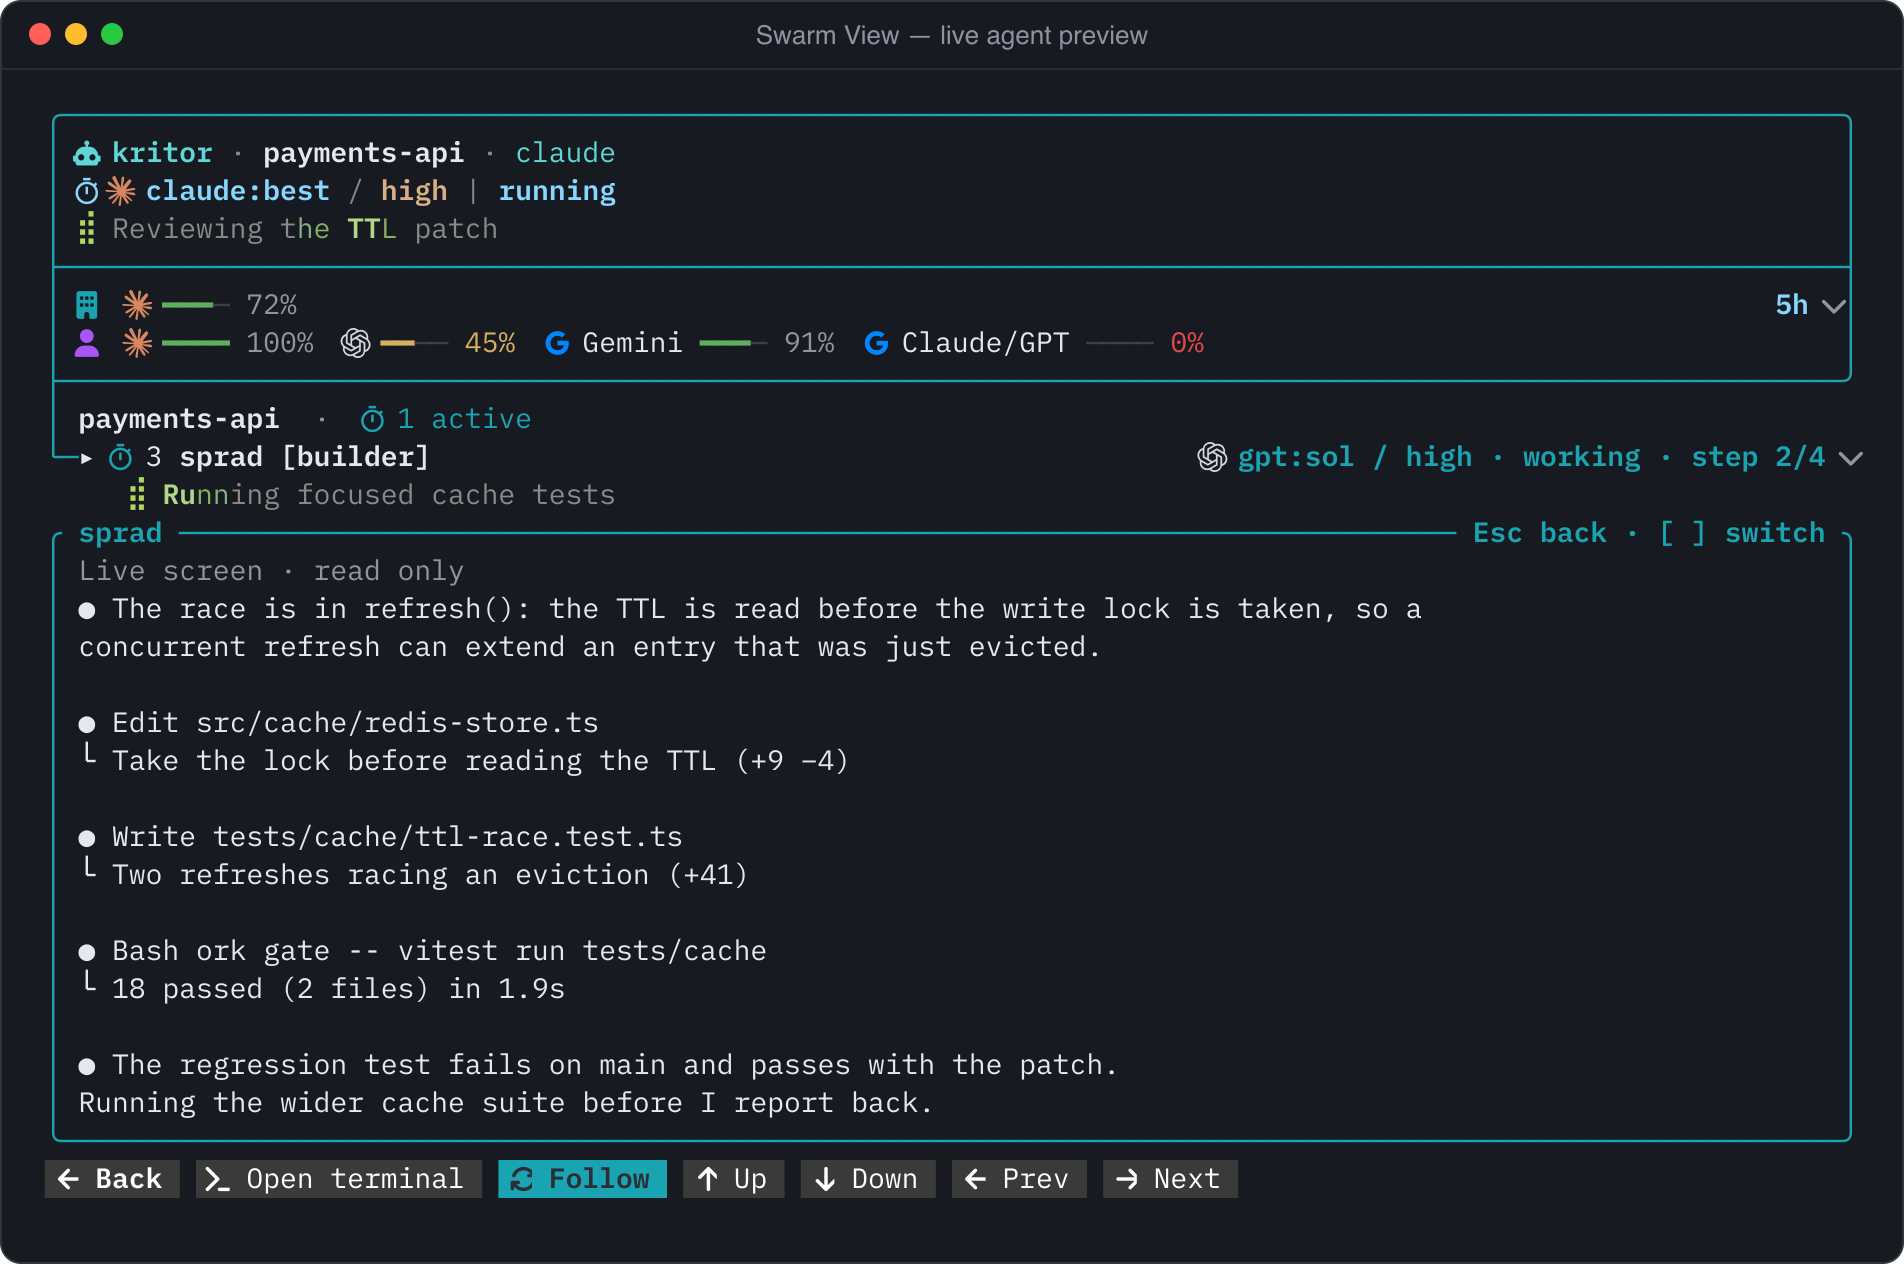 Swarm View — live agent preview
kritor · payments-api · claude
claude:best / high | running
Reviewing the TTL patch
72% 5h
100% 45% Gemini 91% Claude/GPT 0%
payments-api · 1 active
3 sprad [builder] gpt:sol / high · working · step 2/4
Running focused cache tests
sprad Esc back · [ ] switch
Live screen · read only
● The race is in refresh(): the TTL is read before the write lock is taken, so a
concurrent refresh can extend an entry that was just evicted.
● Edit src/cache/redis-store.ts
└ Take the lock before reading the TTL (+9 −4)
● Write tests/cache/ttl-race.test.ts
└ Two refreshes racing an eviction (+41)
● Bash ork gate -- vitest run tests/cache
└ 18 passed (2 files) in 1.9s
● The regression test fails on main and passes with the patch.
Running the wider cache suite before I report back.
← Back >_ Open terminal Follow ↑ Up ↓ Down ← Prev → Next